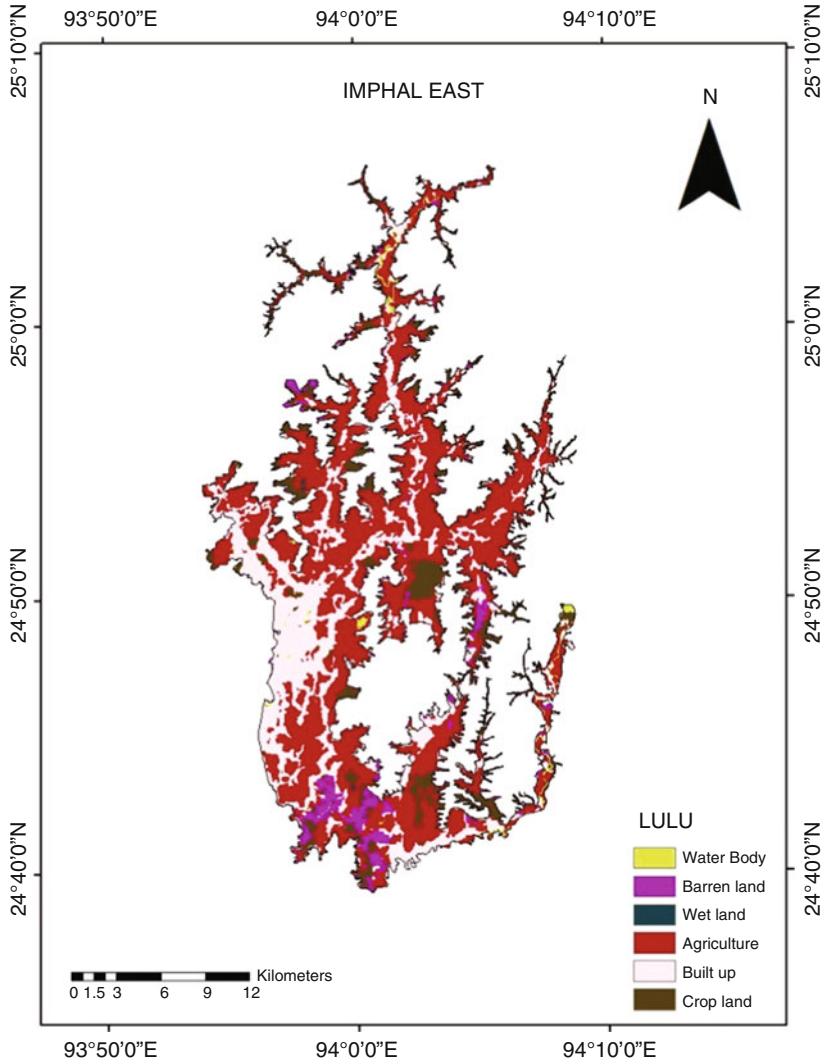 93°50'0”E 94°0'0”E 94°10'0”E
25°10'0”N
25°10'0”N
IMPHAL EAST
N
25°0'0”N
25°0'0”N
24°50'0”N
24°50'0”N
24°40'0”N
24°40'0”N
LULU
Water Body
Barren land
Wet land
Agriculture
Built up
Crop land
Kilometers
0 1.5 3 6 9 12
93°50'0”E 94°0'0”E 94°10'0”E